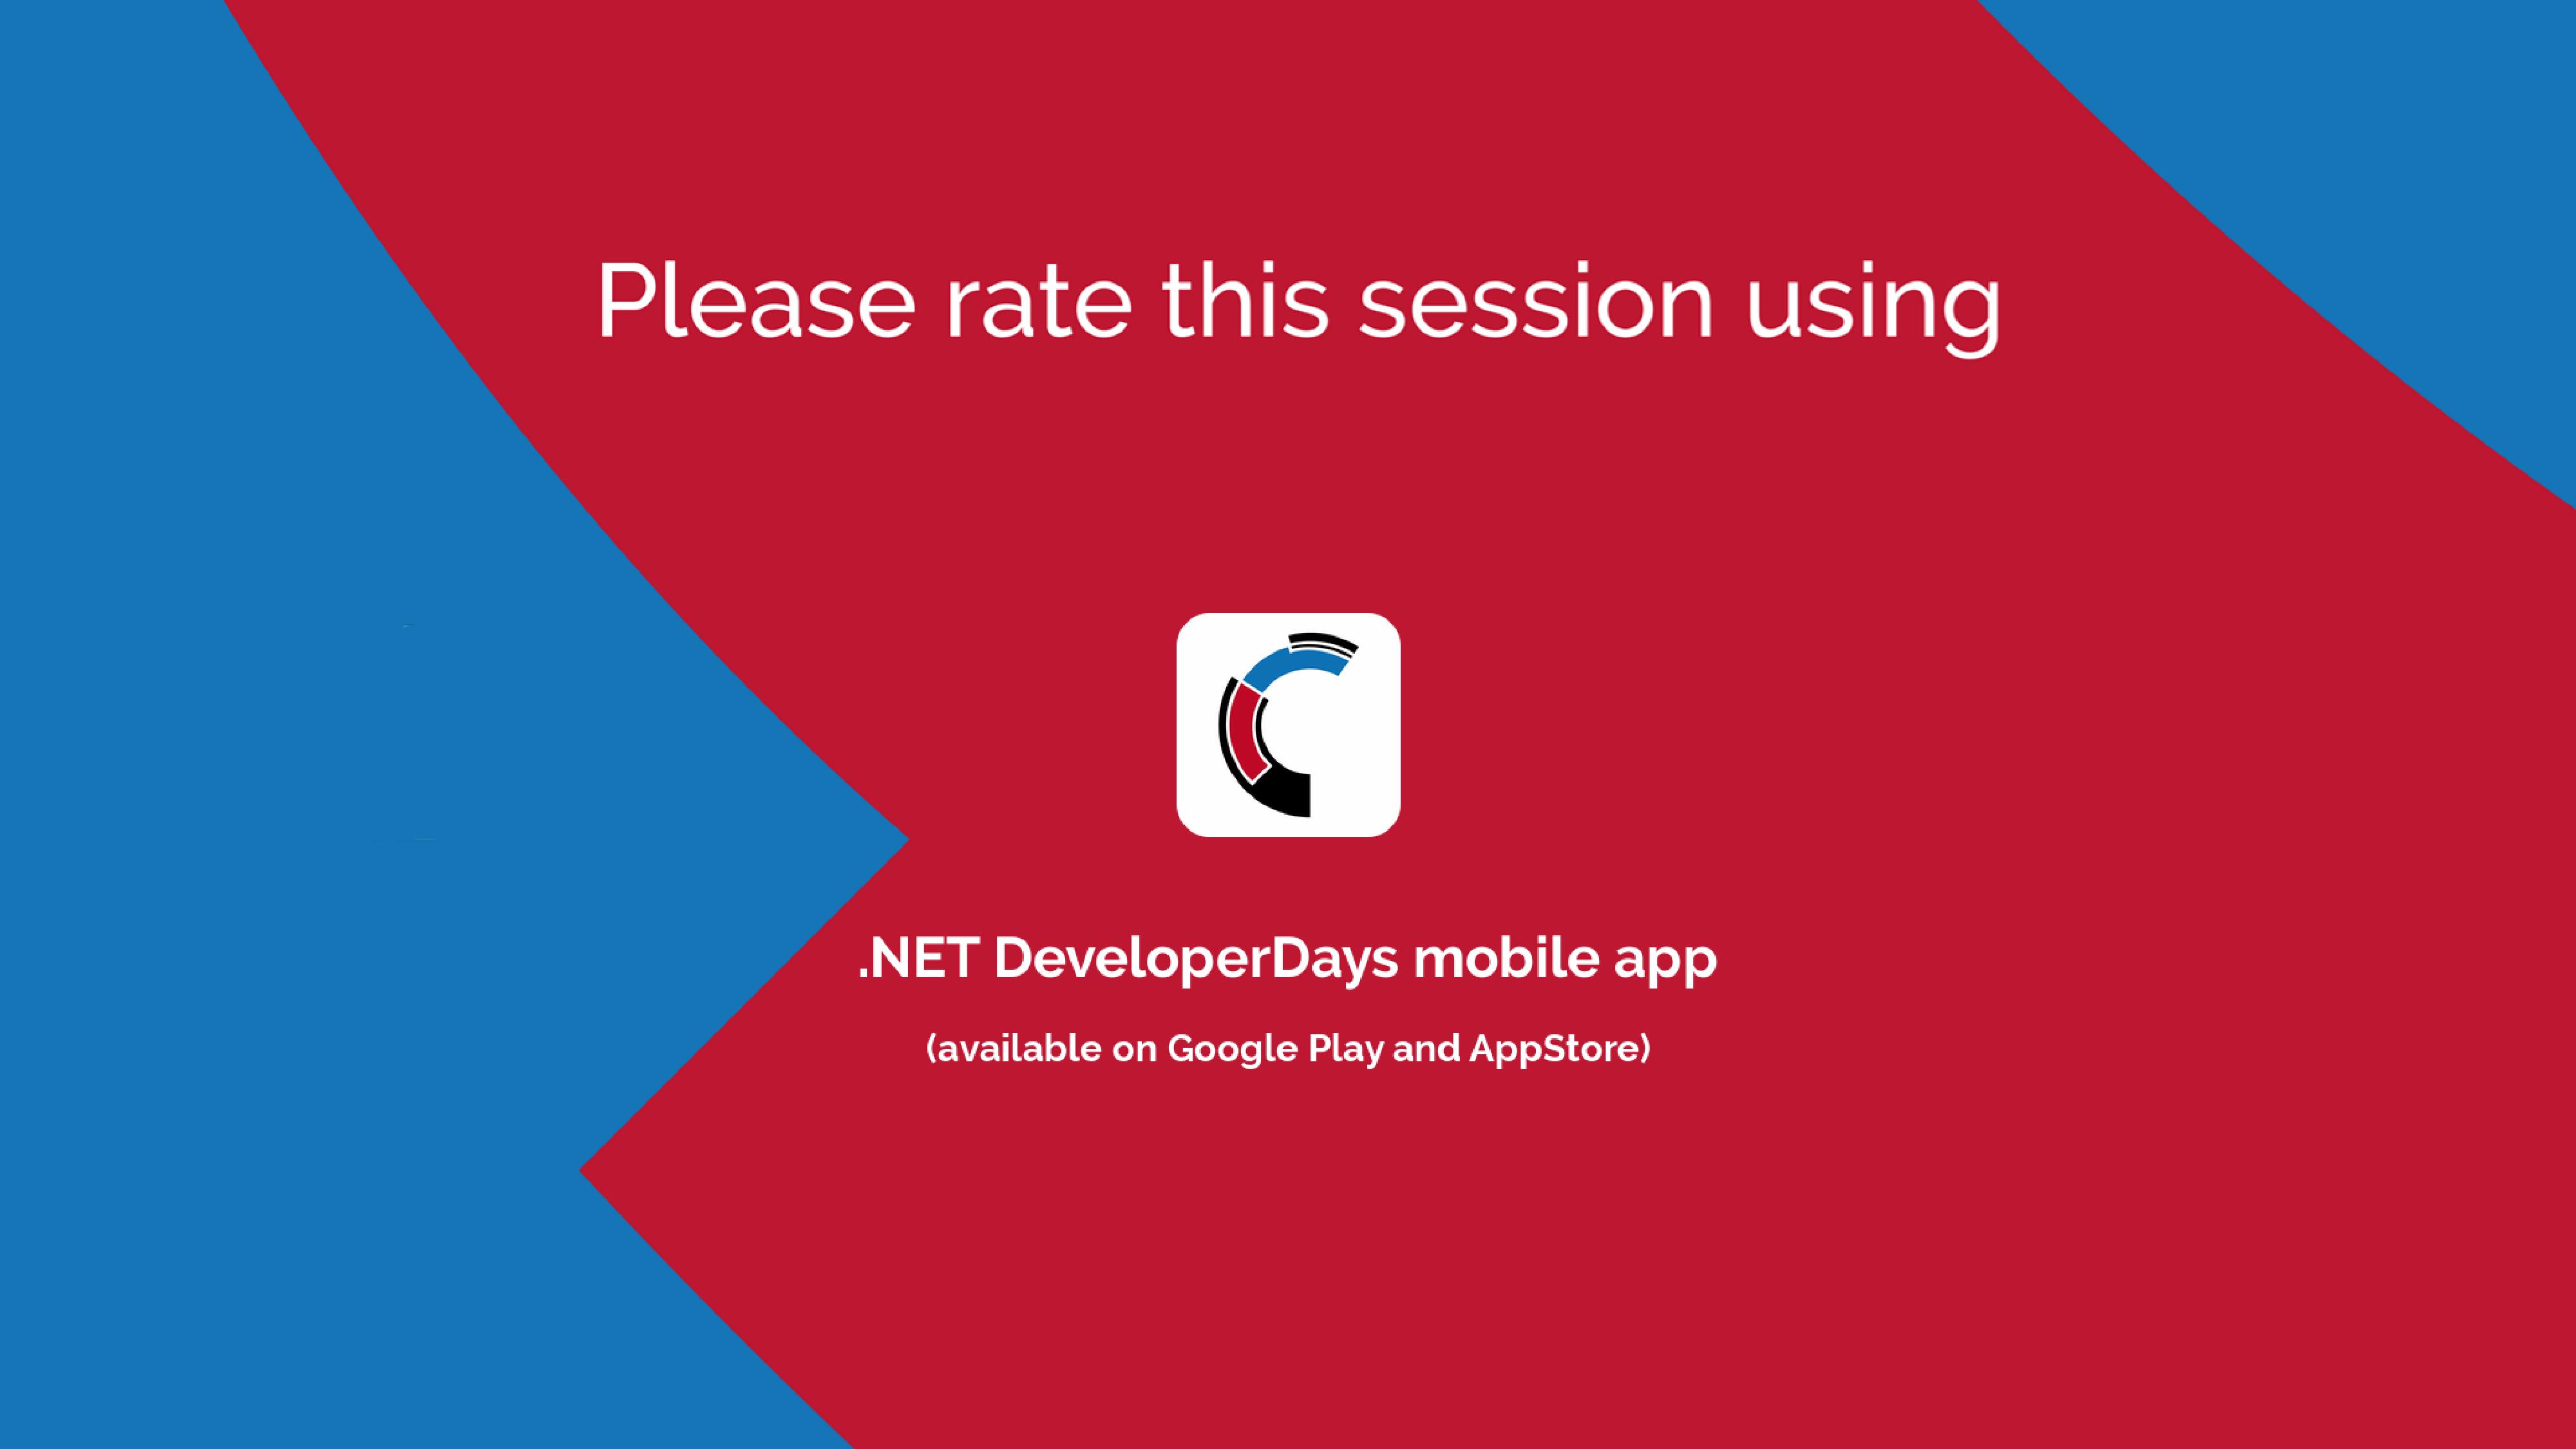 Please rate this session using
.NET DeveloperDays mobile app
(available on Google Play and AppStore)